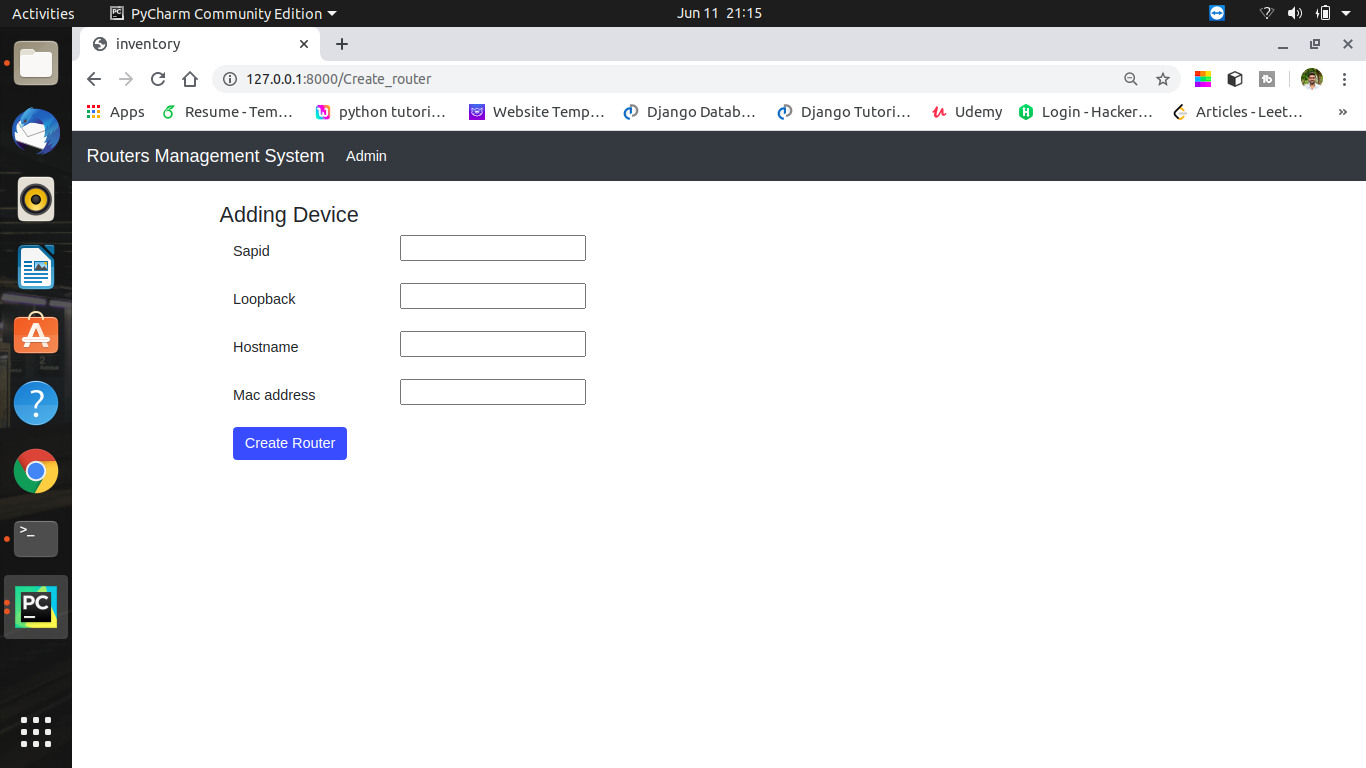 Activities PyCharm Community Edition Jun 11 21:15
inventory
127.0.0.1:8000/Create_router
Apps Resume - Tem… python tutori… Website Temp… Django Datab… Django Tutori… Udemy Login - Hacker… Articles - Leet… »
Routers Management System Admin
Adding Device
Sapid
Loopback
Hostname
Mac address
Create Router
>_
PC